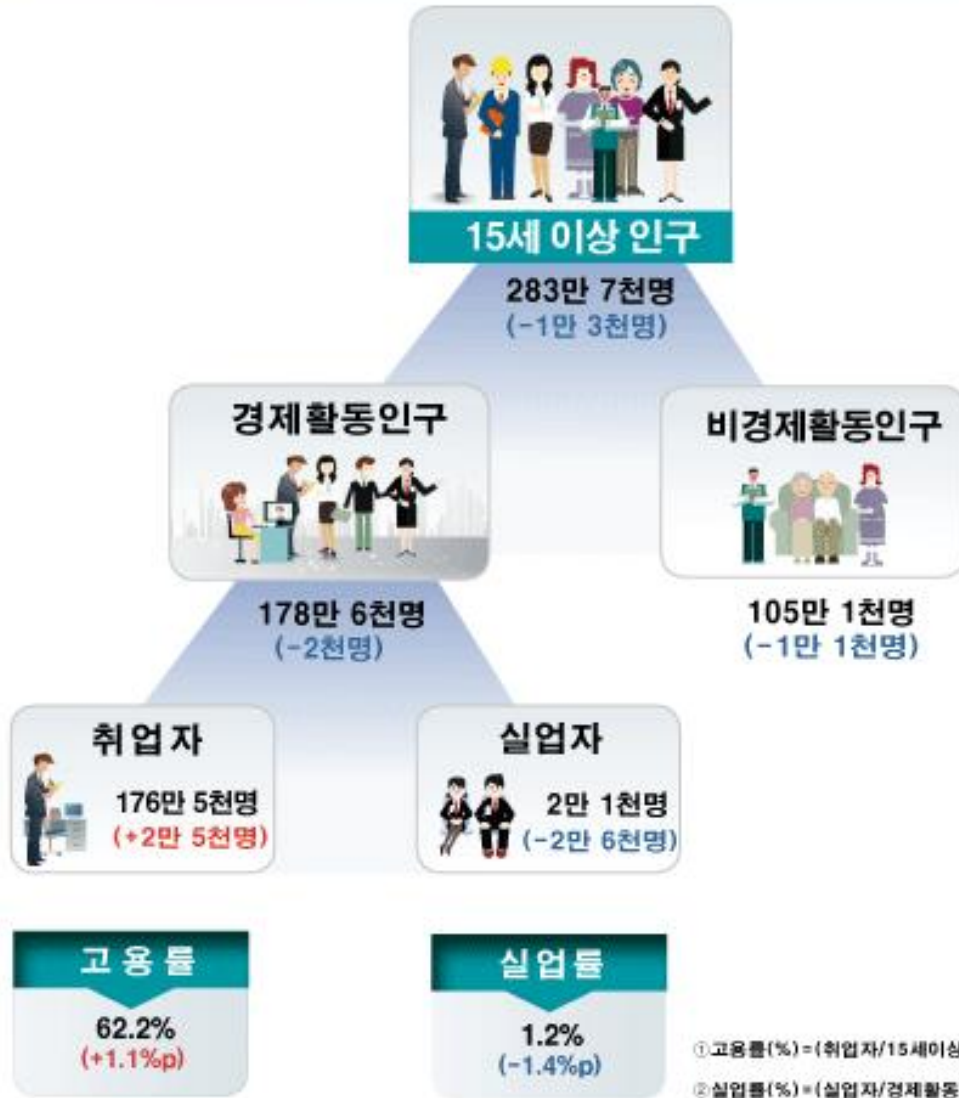 15세 이상 인구
283만 7천명
(-1만 3천명)
경제활동인구
비경제활동인구
178만 6천명
(-2천명)
105만 1천명
(-1만 1천명)
취업자
176만 5천명
(+2만 5천명)
실업자
2만 1천명
(-2만 6천명)
고용률
62.2%
(+1.1%p)
실업률
1.2%
(-1.4%p)
①고용률(%)=(취업자/15세이상
②실업률(%)=(실업자/경제활동